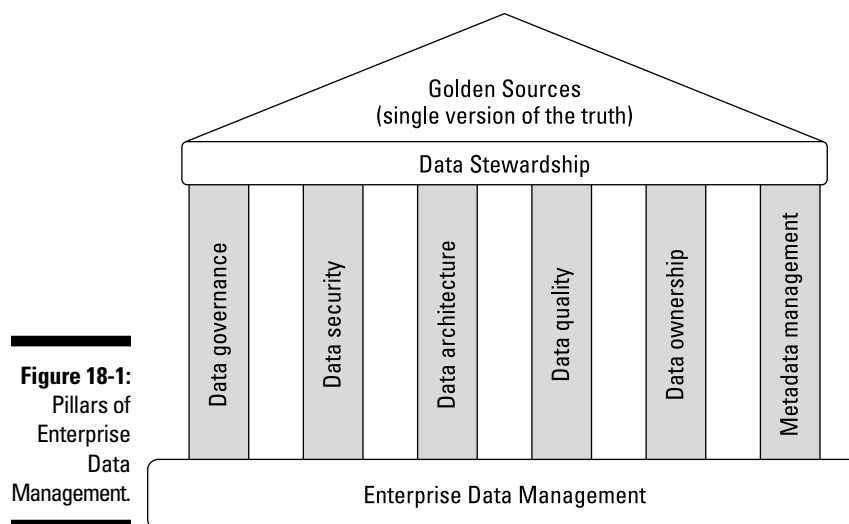 Golden Sources
(single version of the truth)
Data Stewardship
Data governance
Data security
Data architecture
Data quality
Data ownership
Metadata management
Figure 18-1:
Pillars of
Enterprise
Data
Management.
Enterprise Data Management